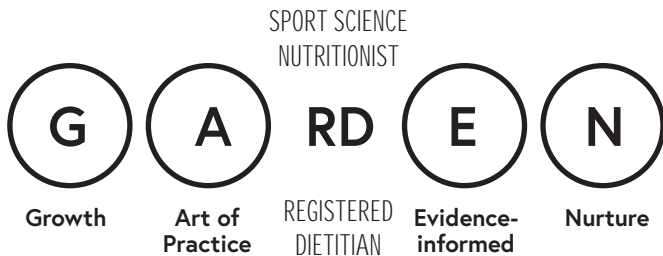 SPORT SCIENCE
NUTRITIONIST
G A RD E N
Growth
Art of
Practice
REGISTERED
DIETITIAN
Evidence-
informed
Nurture